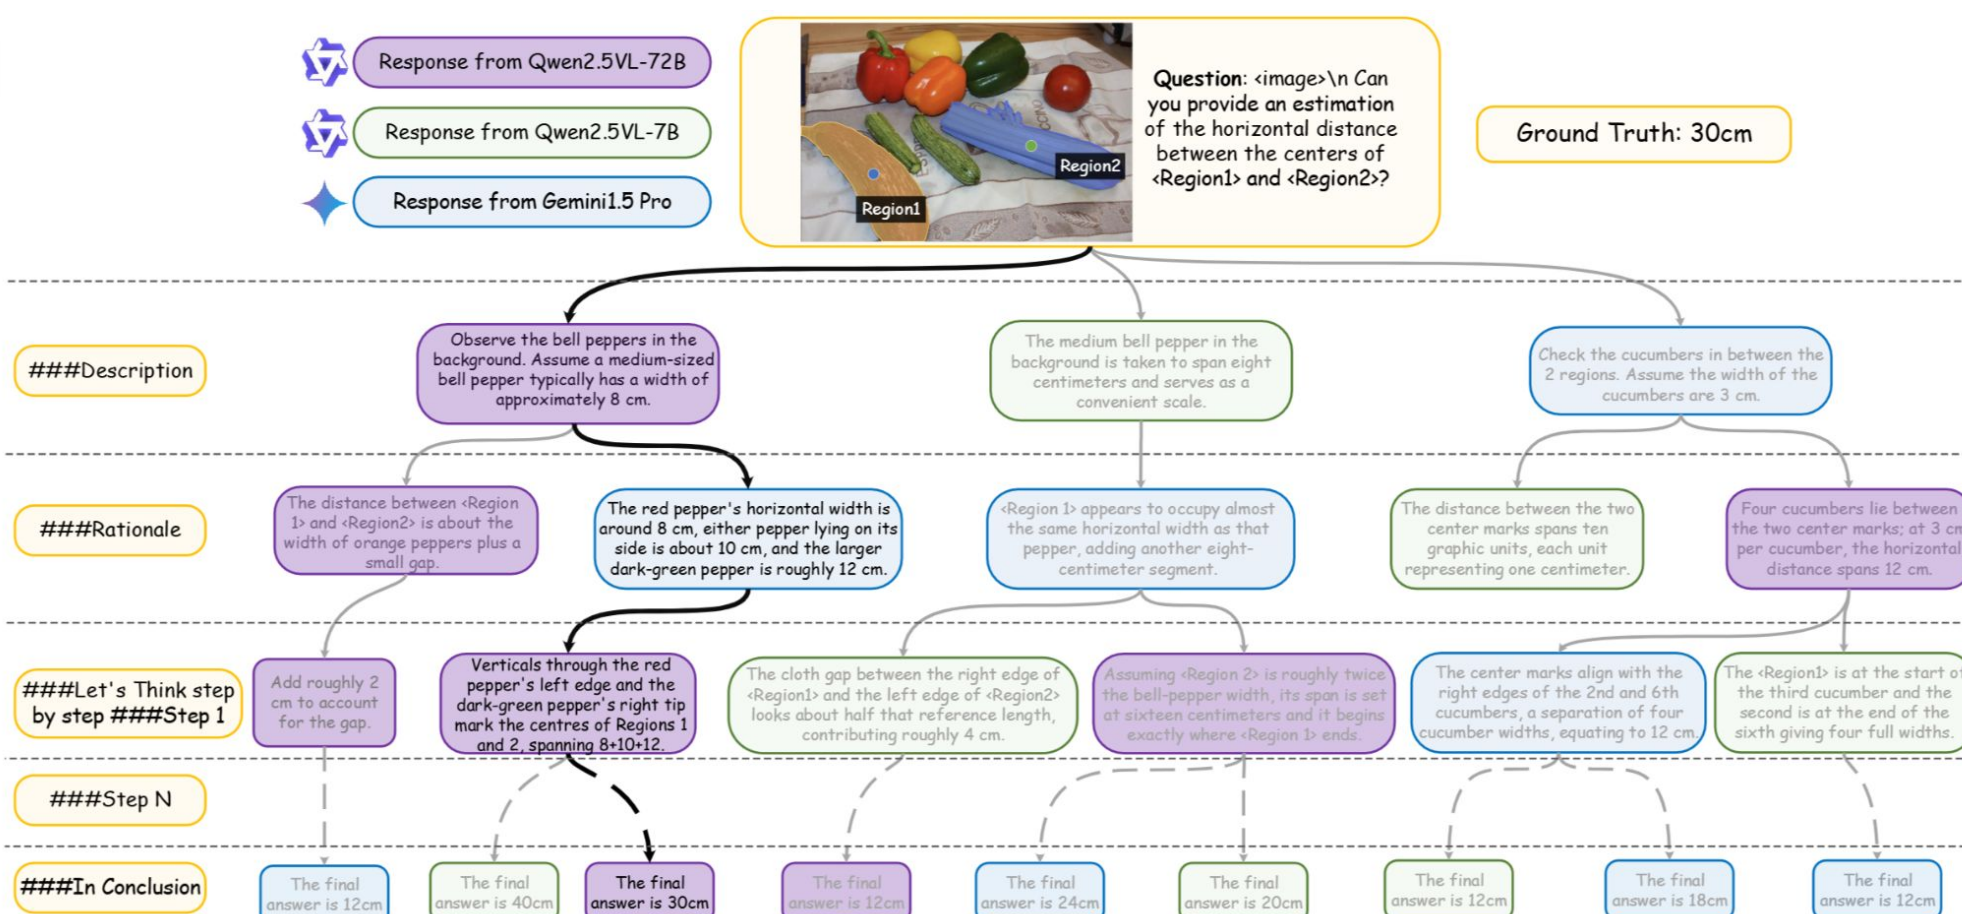 Response from Qwen2.5VL-72B
Response from Qwen2.5VL-7B
Response from Gemini1.5 Pro
Region1
Region2
Question: <image>\n Can
you provide an estimation
of the horizontal distance
between the centers of
<Region1> and <Region2>?
Ground Truth: 30cm
###Description
Observe the bell peppers in the
background. Assume a medium-sized
bell pepper typically has a width of
approximately 8 cm.
The medium bell pepper in the
background is taken to span eight
centimeters and serves as a
convenient scale.
Check the cucumbers in between the
2 regions. Assume the width of the
cucumbers are 3 cm.
###Rationale
The distance between <Region
1> and <Region2> is about the
width of orange peppers plus a
small gap.
The red pepper's horizontal width is
around 8 cm, either pepper lying on its
side is about 10 cm, and the larger
dark-green pepper is roughly 12 cm.
<Region 1> appears to occupy almost
the same horizontal width as that
pepper, adding another eight-
centimeter segment.
The distance between the two
center marks spans ten
graphic units, each unit
representing one centimeter.
Four cucumbers lie between
the two center marks; at 3 cm
per cucumber, the horizontal
distance spans 12 cm.
###Let's Think step
by step ###Step 1
Add roughly 2
cm to account
for the gap.
Verticals through the red
pepper's left edge and the
dark-green pepper's right tip
mark the centres of Regions 1
and 2, spanning 8+10+12.
The cloth gap between the right edge of
<Region1> and the left edge of <Region2>
looks about half that reference length,
contributing roughly 4 cm.
Assuming <Region 2> is roughly twice
the bell-pepper width, its span is set
at sixteen centimeters and it begins
exactly where <Region 1> ends.
The center marks align with the
right edges of the 2nd and 6th
cucumbers, a separation of four
cucumber widths, equating to 12 cm.
The <Region1> is at the start of
the third cucumber and the
second is at the end of the
sixth giving four full widths.
###Step N
###In Conclusion
The final
answer is 12cm
The final
answer is 40cm
The final
answer is 30cm
The final
answer is 12cm
The final
answer is 24cm
The final
answer is 20cm
The final
answer is 12cm
The final
answer is 18cm
The final
answer is 12cm